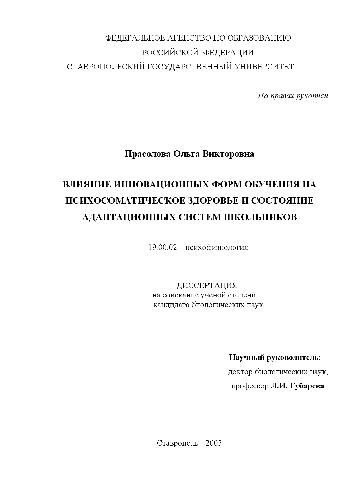 ФЕДЕРАЛЬНОЕ АГЕНТСТВО ПО ОБРАЗОВАНИЮ
РОССИЙСКОЙ ФЕДЕРАЦИИ
СТАВРОПОЛЬСКИЙ ГОСУДАРСТВЕННЫЙ УНИВЕРСИТЕТ
На правах рукописи
Прасолова Ольга Викторовна
ВЛИЯНИЕ ИННОВАЦИОННЫХ ФОРМ ОБУЧЕНИЯ НА
ПСИХОСОМАТИЧЕСКОЕ ЗДОРОВЬЕ И СОСТОЯНИЕ
АДАПТАЦИОННЫХ СИСТЕМ ШКОЛЬНИКОВ
19.00.02 – психофизиология
ДИССЕРТАЦИЯ
на соискание ученой степени
кандидата биологических наук
Научный руководитель:
доктор биологических наук,
профессор Л.И. Губарева
Ставрополь